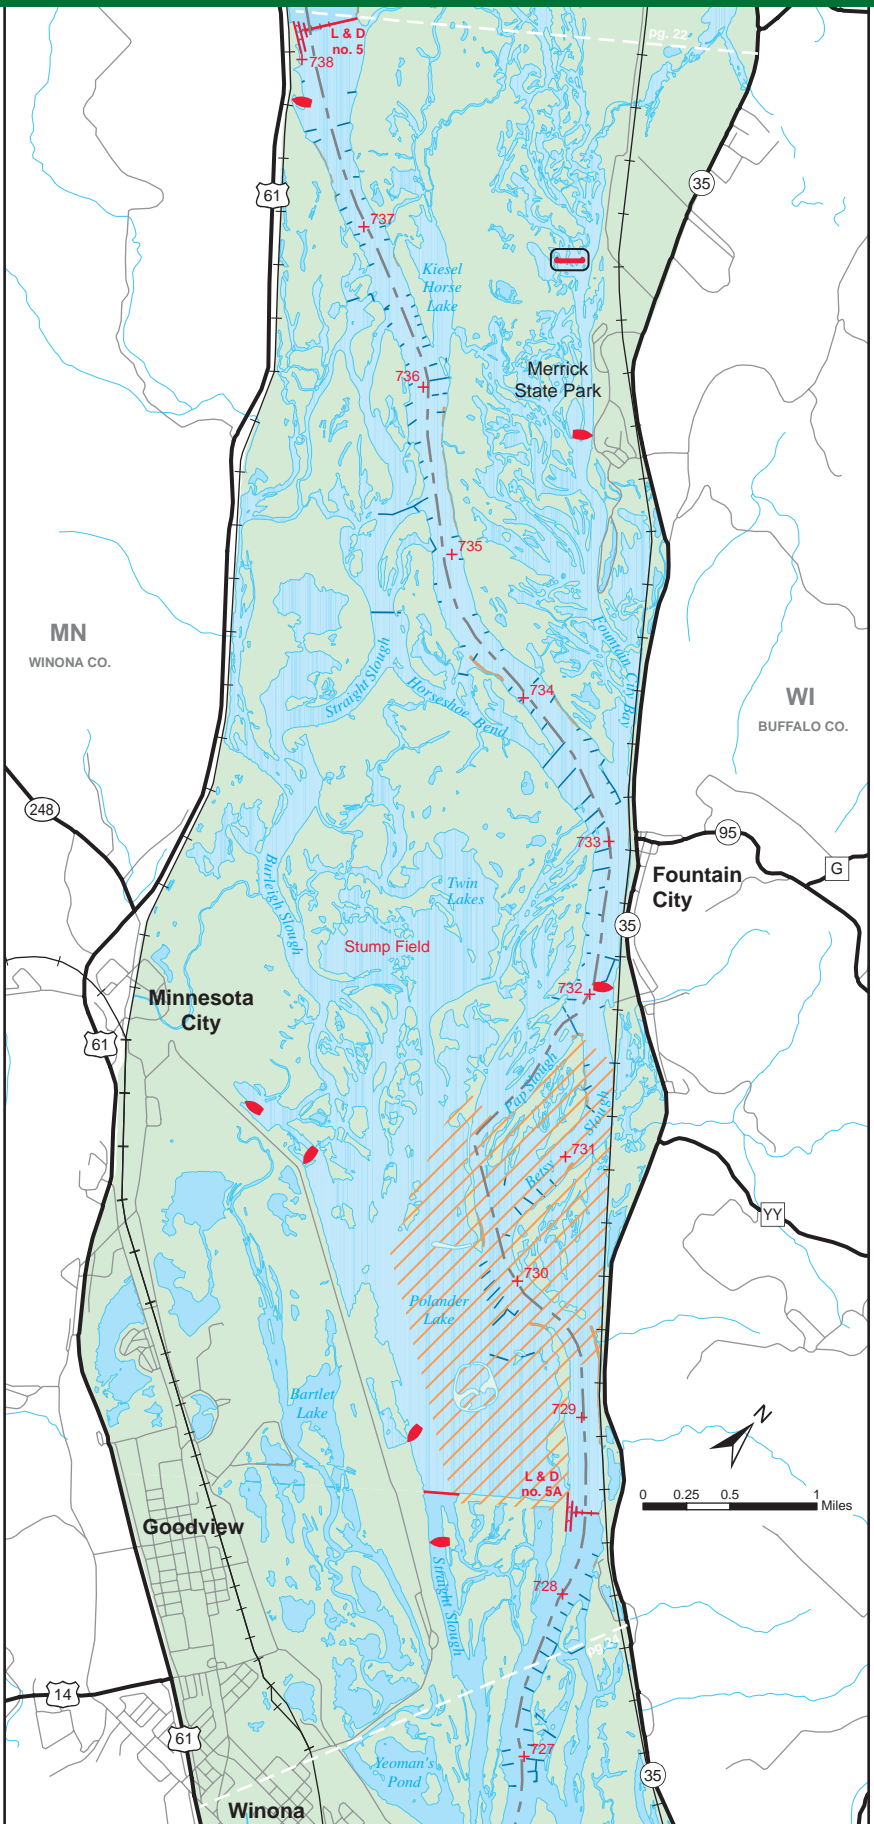 pg. 22
L & D
no. 5
738
61
35
737
Kiesel
Horse
Lake
736
Merrick
State Park
735
MN
WINONA CO.
Straight Slough
Horseshoe Bend
734
Fountain City Bay
WI
BUFFALO CO.
248
733
95
G
Fountain
City
Burleigh Slough
Twin
Lakes
35
Stump Field
732
Minnesota
City
61
Pap Slough
Betsy Slough
731
YY
730
Polander
Lake
Bartlet
Lake
729
N
L & D
no. 5A
0 0.25 0.5 1
Miles
Goodview
Straight Slough
728
pg. 24
14
61
727
Yeoman's
Pond
35
Winona